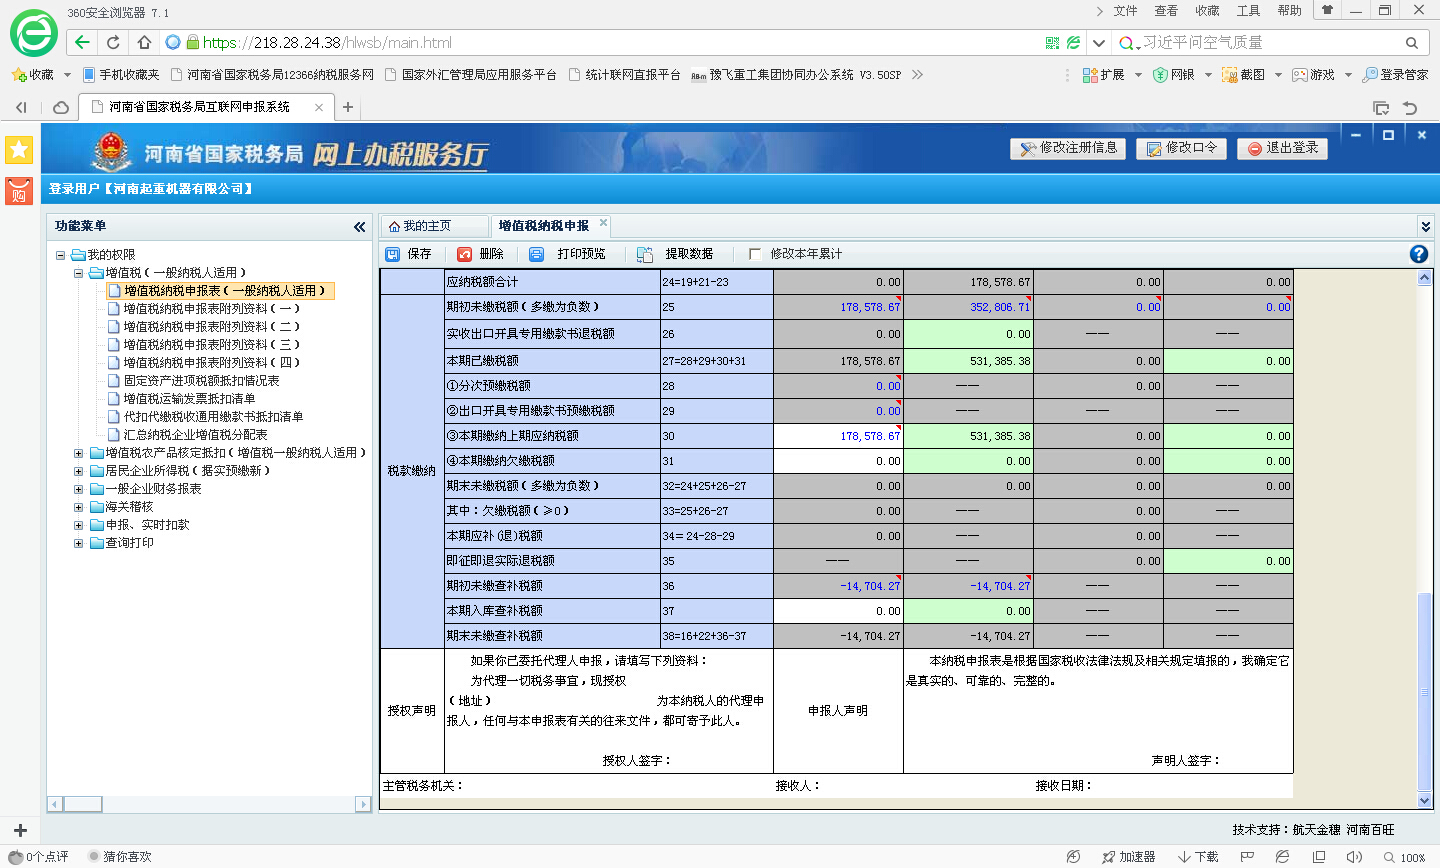 360安全浏览器 7.1
文件 查看 收藏 工具 帮助
https://218.28.24.38/hlwsb/main.html
习近平问空气质量
收藏 手机收藏夹 河南省国家税务局12366纳税服务网 国家外汇管理局应用服务平台 统计联网直报平台 豫飞重工集团协同办公系统 V3.50SP 扩展 网银 截图 游戏 登录管家
河南省国家税务局互联网申报系统
河南省国家税务局 网上办税服务厅
修改注册信息 修改口令 退出登录
购
登录用户【河南起重机器有限公司】
功能菜单
我的权限
增值税(一般纳税人适用)
增值税纳税申报表(一般纳税人适用)
增值税纳税申报表附列资料(一)
增值税纳税申报表附列资料(二)
增值税纳税申报表附列资料(三)
增值税纳税申报表附列资料(四)
固定资产进项税额抵扣情况表
增值税运输发票抵扣清单
代扣代缴税收通用缴款书抵扣清单
汇总纳税企业增值税分配表
增值税农产品核定抵扣(增值税一般纳税人适用)
居民企业所得税(据实预缴新)
一般企业财务报表
海关稽核
申报、实时扣款
查询打印
我的主页 增值税纳税申报
保存 删除 打印预览 提取数据 修改本年累计
应纳税额合计 24=19+21-23 0.00 178,578.67 0.00 0.00
税款缴纳
期初未缴税额(多缴为负数) 25 178,578.67 352,806.71 0.00 0.00
实收出口开具专用缴款书退税额 26 0.00 0.00 —— ——
本期已缴税额 27=28+29+30+31 178,578.67 531,385.38 0.00 0.00
①分次预缴税额 28 0.00 —— 0.00 ——
②出口开具专用缴款书预缴税额 29 0.00 —— —— ——
③本期缴纳上期应纳税额 30 178,578.67 531,385.38 0.00 0.00
④本期缴纳欠缴税额 31 0.00 0.00 0.00 0.00
期末未缴税额(多缴为负数) 32=24+25+26-27 0.00 0.00 0.00 0.00
其中:欠缴税额(≥0) 33=25+26-27 0.00 —— 0.00 ——
本期应补(退)税额 34＝24-28-29 0.00 —— 0.00 ——
即征即退实际退税额 35 —— —— 0.00 0.00
期初未缴查补税额 36 -14,704.27 -14,704.27 —— ——
本期入库查补税额 37 0.00 0.00 —— ——
期末未缴查补税额 38=16+22+36-37 -14,704.27 -14,704.27 —— ——
授权声明
如果你已委托代理人申报,请填写下列资料:
为代理一切税务事宜,现授权
(地址) 为本纳税人的代理申
报人,任何与本申报表有关的往来文件,都可寄予此人。
授权人签字:
申报人声明
本纳税申报表是根据国家税收法律法规及相关规定填报的,我确定它
是真实的、可靠的、完整的。
声明人签字:
主管税务机关: 接收人: 接收日期:
技术支持:航天金穗 河南百旺
0个点评 猜你喜欢 加速器 下载 100%